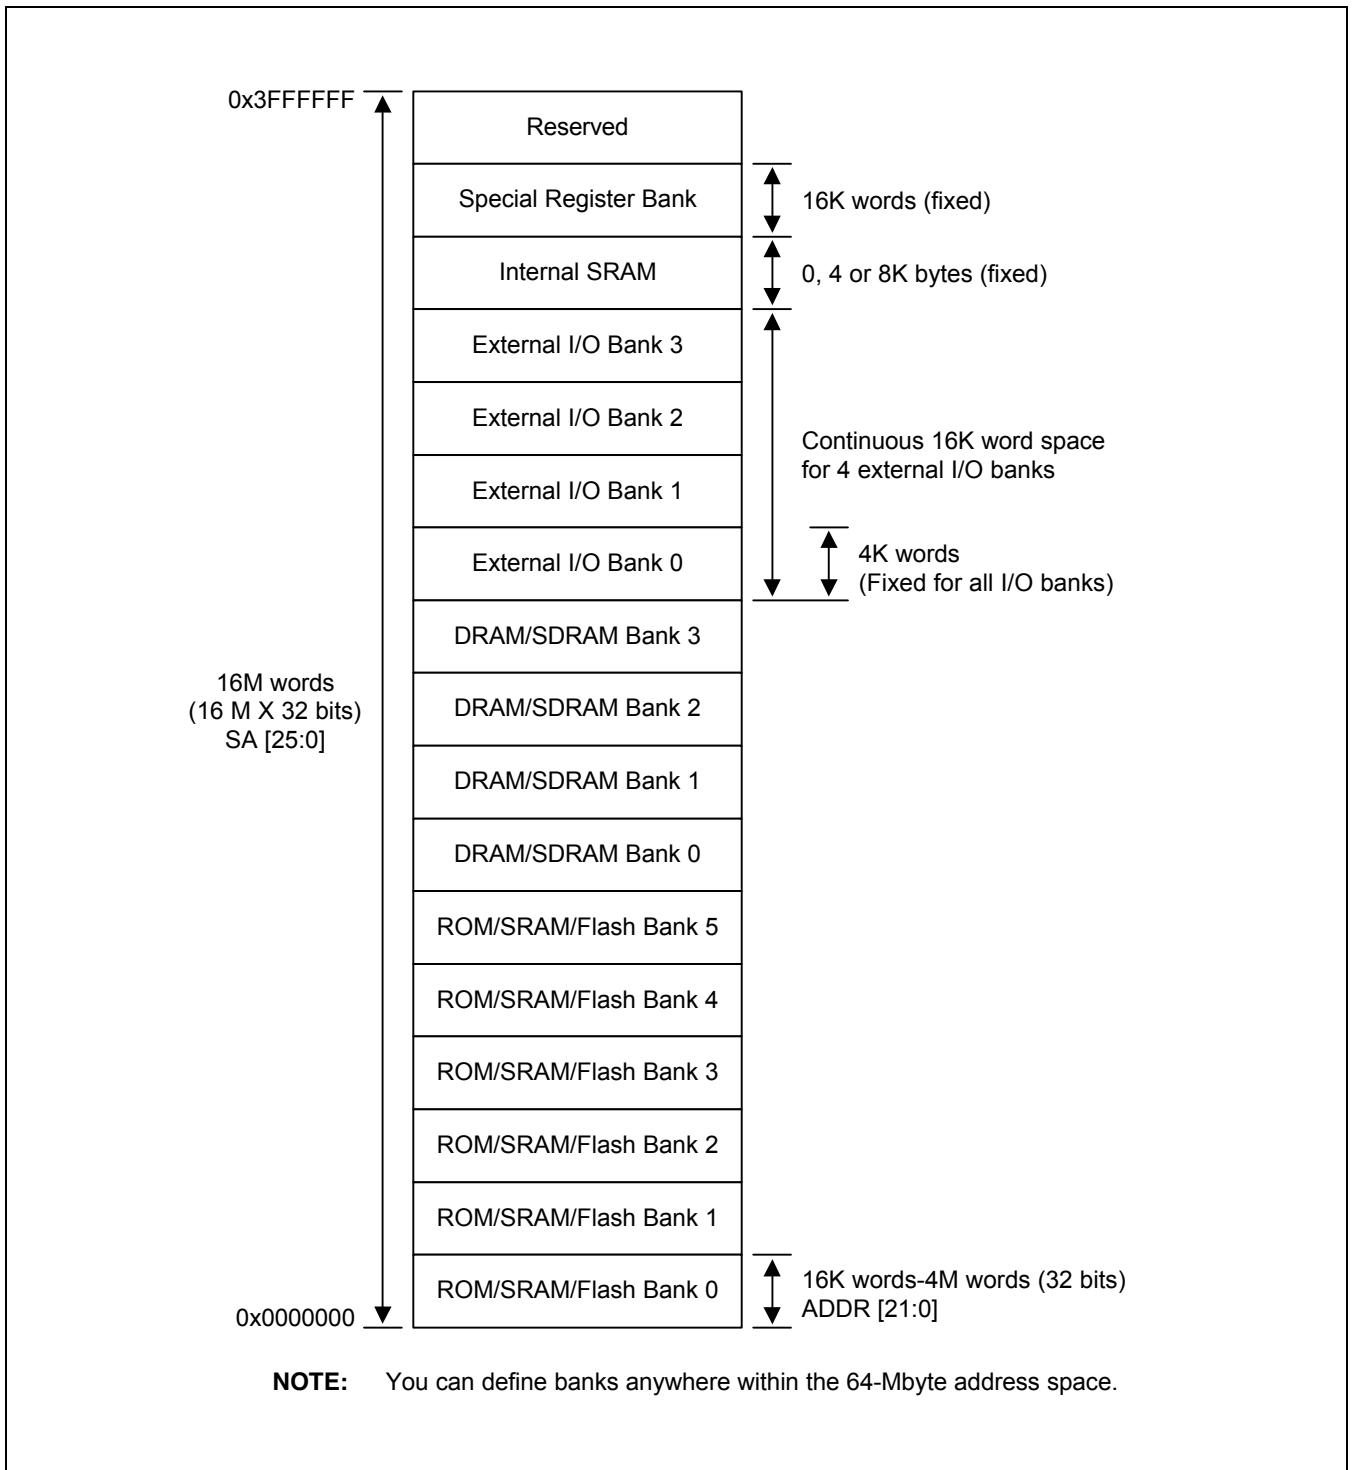 0x3FFFFFF
Reserved
Special Register Bank
16K words (fixed)
Internal SRAM
0, 4 or 8K bytes (fixed)
External I/O Bank 3
External I/O Bank 2
Continuous 16K word space
for 4 external I/O banks
External I/O Bank 1
External I/O Bank 0
4K words
(Fixed for all I/O banks)
DRAM/SDRAM Bank 3
16M words
(16 M X 32 bits)
SA [25:0]
DRAM/SDRAM Bank 2
DRAM/SDRAM Bank 1
DRAM/SDRAM Bank 0
ROM/SRAM/Flash Bank 5
ROM/SRAM/Flash Bank 4
ROM/SRAM/Flash Bank 3
ROM/SRAM/Flash Bank 2
ROM/SRAM/Flash Bank 1
ROM/SRAM/Flash Bank 0
16K words-4M words (32 bits)
ADDR [21:0]
0x0000000
NOTE: You can define banks anywhere within the 64-Mbyte address space.